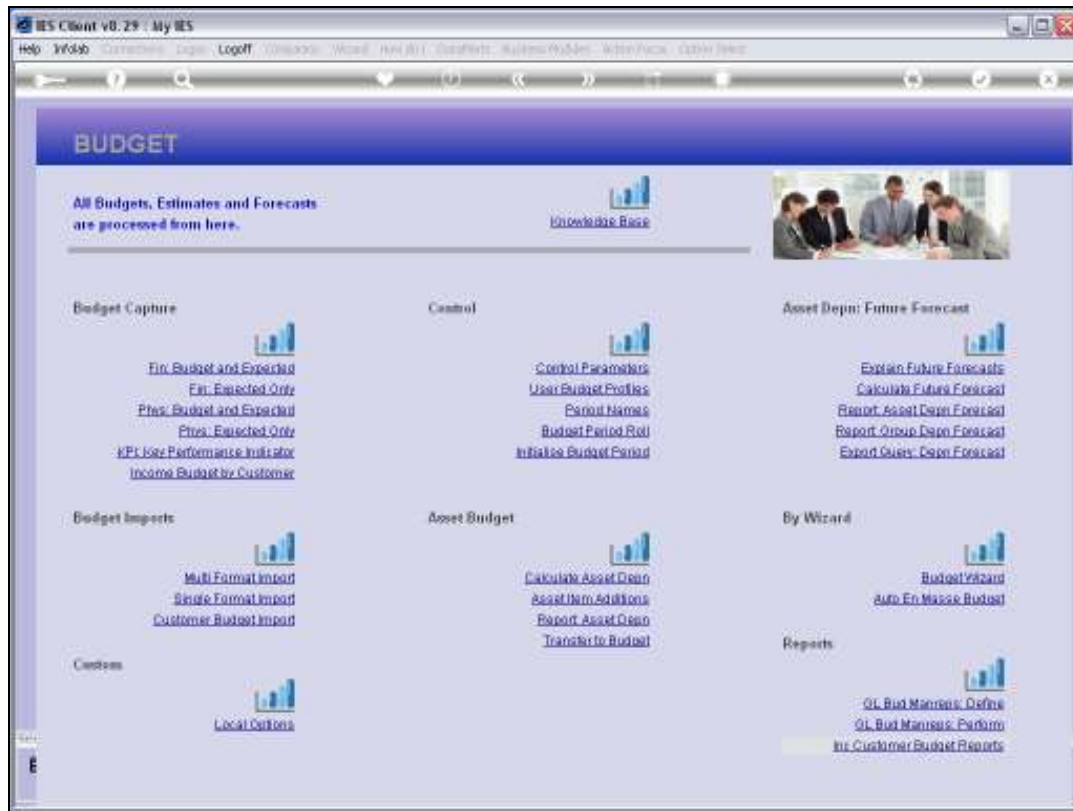 IES Client v8.29 : My IES
Help Infolab Logoff
BUDGET
All Budgets, Estimates and Forecasts
are processed from here.
Knowledge Base
Budget Capture
Fin: Budget and Expected
Fin: Expected Only
Phys: Budget and Expected
Phys: Expected Only
KPI: Key Performance Indicator
Income Budget by Customer
Control
Control Parameters
User Budget Profiles
Period Names
Budget Period Roll
Initialise Budget Period
Asset Depn: Future Forecast
Explain Future Forecasts
Calculate Future Forecast
Report: Asset Depn Forecast
Report: Group Depn Forecast
Export Query: Depn Forecast
Budget Imports
Multi Format Import
Single Format Import
Customer Budget Import
Asset Budget
Calculate Asset Depn
Asset Item Additions
Report Asset Depn
Transfer to Budget
By Wizard
Budget Wizard
Auto En Masse Budget
Custom
Local Options
Reports
GL Bud Manreps: Define
GL Bud Manreps: Perform
Inc Customer Budget Reports